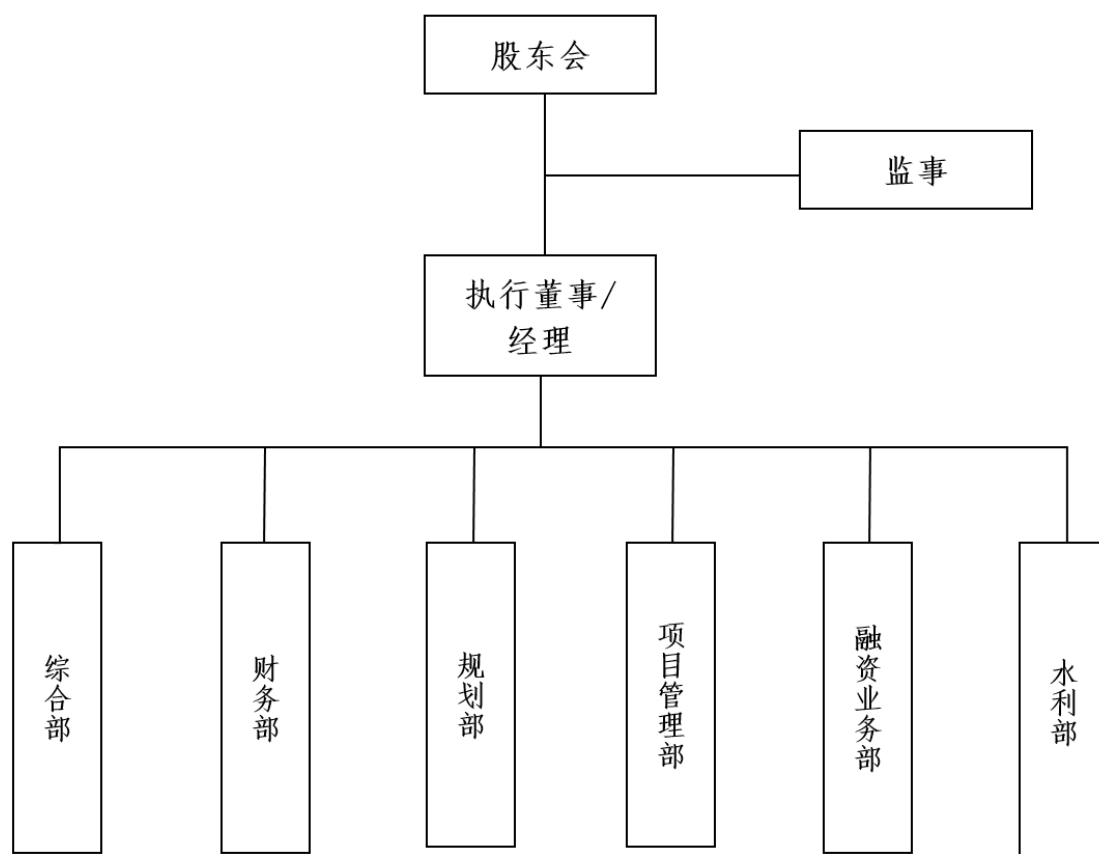 股东会
监事
执行董事/
经理
综合部
财务部
规划部
项目管理部
融资业务部
水利部